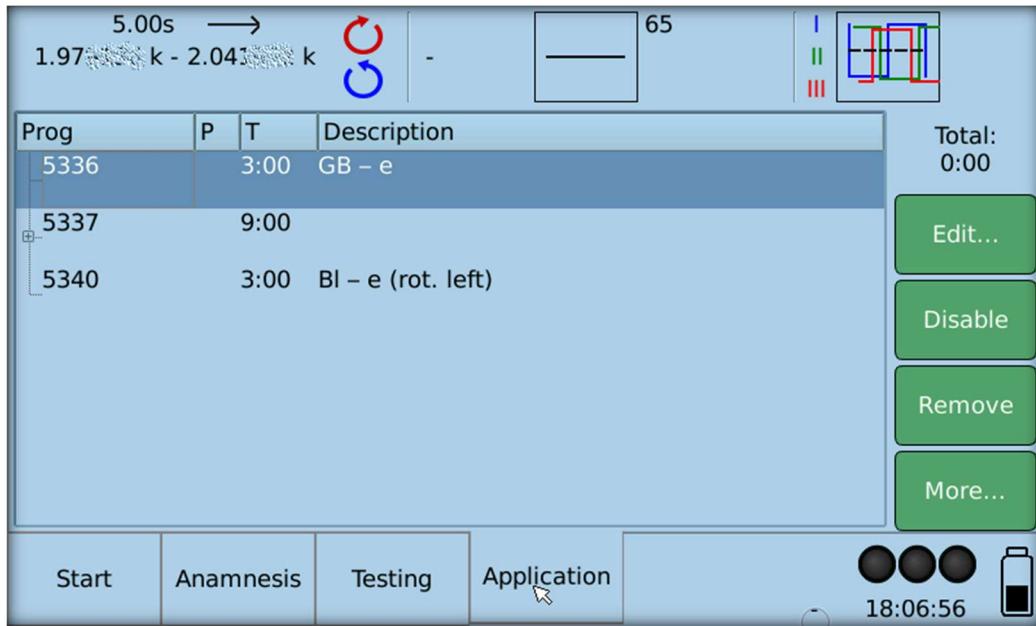 5.00s
1.97 k - 2.041 k
-
65
I
II
III
Prog P T Description
5336 3:00 GB – e
5337 9:00
5340 3:00 Bl – e (rot. left)
Total:
0:00
Edit...
Disable
Remove
More...
Start Anamnesis Testing Application
18:06:56